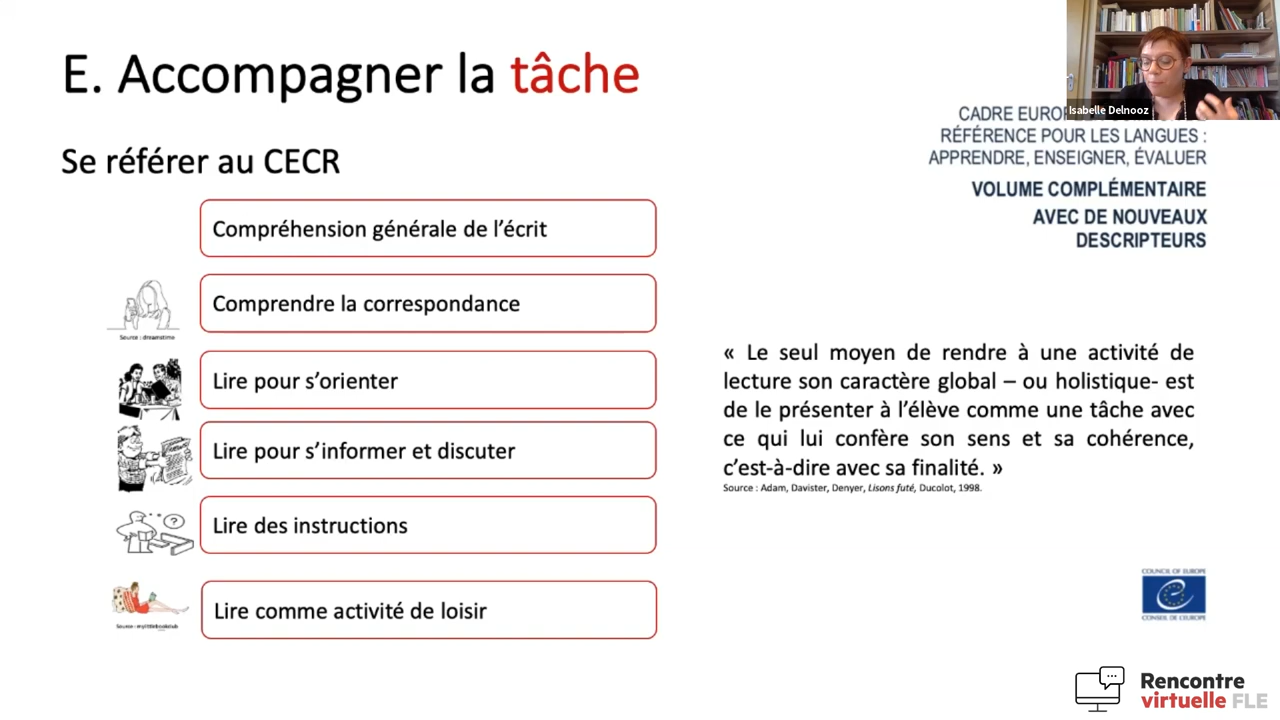 E. Accompagner la tâche
Isabelle Delnooz
CADRE EUROP
RÉFÉRENCE POUR LES LANGUES :
APPRENDRE, ENSEIGNER, ÉVALUER
VOLUME COMPLÉMENTAIRE
AVEC DE NOUVEAUX
DESCRIPTEURS
Se référer au CECR
Compréhension générale de l'écrit
Comprendre la correspondance
Source : dreamstime
Lire pour s'orienter
Lire pour s'informer et discuter
Lire des instructions
Lire comme activité de loisir
Source : mylittlebookclub
« Le seul moyen de rendre à une activité de
lecture son caractère global – ou holistique- est
de le présenter à l'élève comme une tâche avec
ce qui lui confère son sens et sa cohérence,
c'est-à-dire avec sa finalité. »
Source : Adam, Davister, Denyer, Lisons futé, Ducolot, 1998.
COUNCIL OF EUROPE
CONSEIL DE L'EUROPE
Rencontre
virtuelle FLE